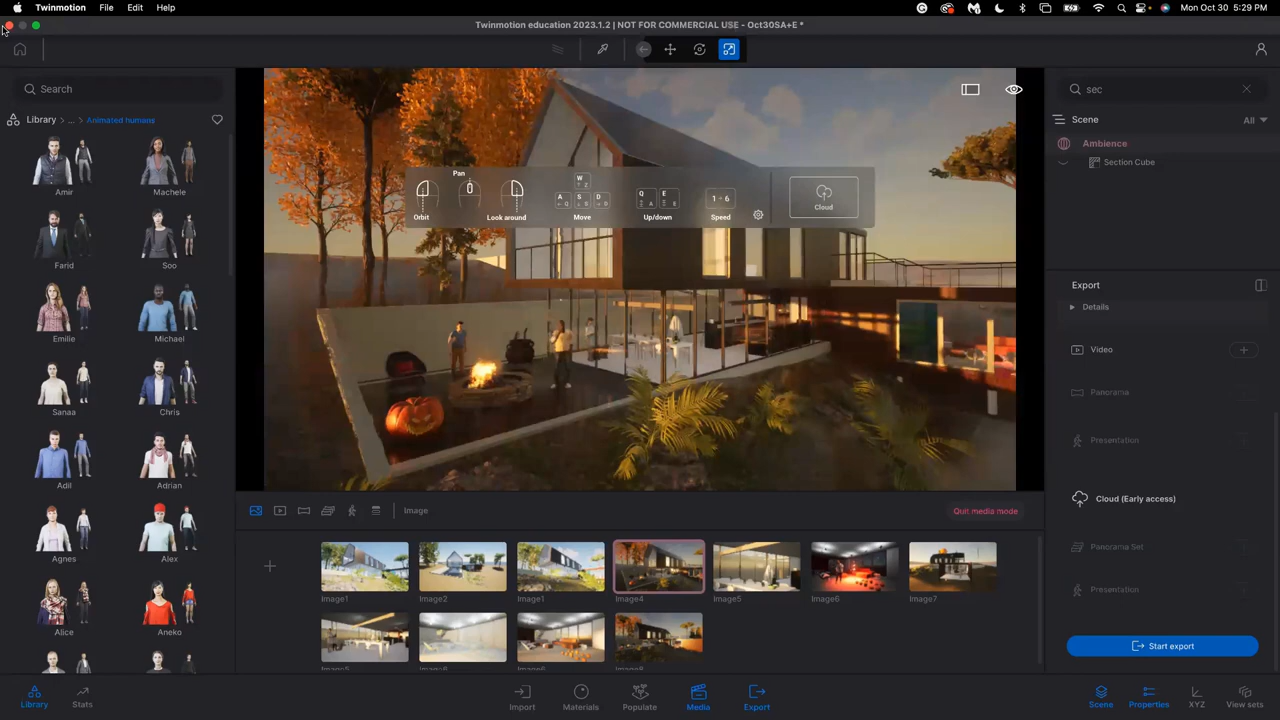 Twinmotion File Edit Help
Mon Oct 30 5:29 PM
Twinmotion education 2023.1.2 | NOT FOR COMMERCIAL USE - Oct30SA+E *
Search
sec
Library > ... > Animated humans
Scene
All
Ambience
Section Cube
Amir
Machele
Farid
Soo
Emilie
Michael
Sanaa
Chris
Adil
Adrian
Agnes
Alex
Alice
Aneko
Pan
Orbit
Look around
W
A S D
Move
Q E
Up/down
1 - 6
Speed
Cloud
Export
Details
Video
Panorama
Presentation
Cloud (Early access)
Panorama Set
Presentation
Start export
Image
Quit media mode
Image1
Image2
Image1
Image4
Image5
Image6
Image7
Library
Stats
Import
Materials
Populate
Media
Export
Scene
Properties
XYZ
View sets